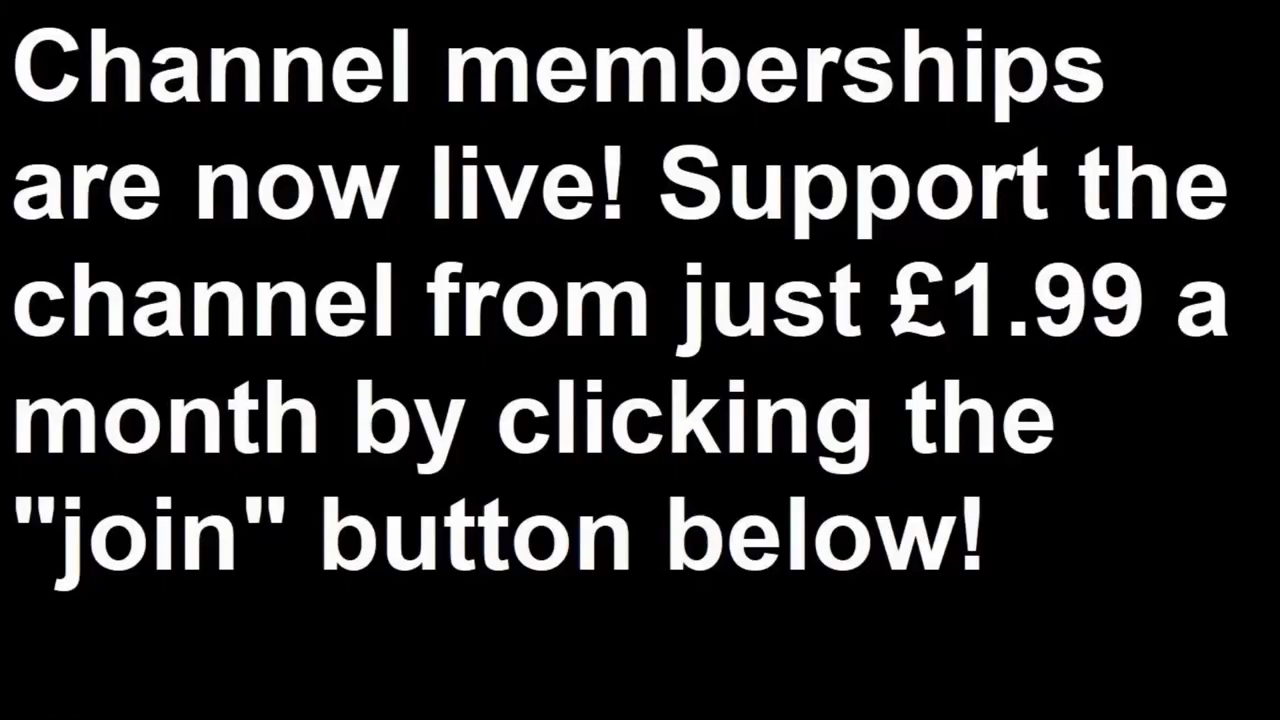 Channel memberships
are now live! Support the
channel from just £1.99 a
month by clicking the
"join" button below!